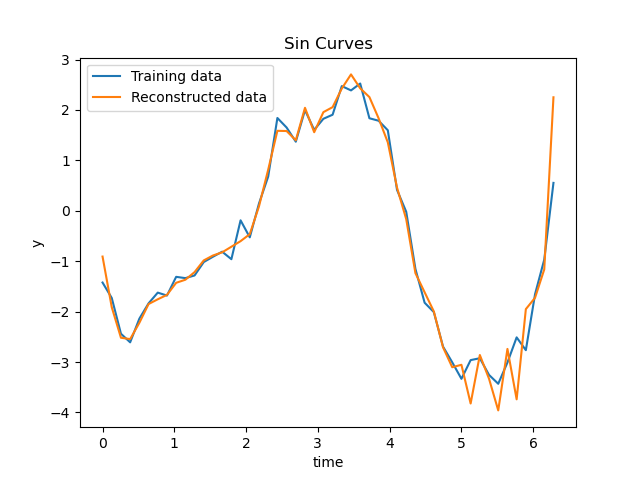 Sin Curves
Training data
Reconstructed data
3
2
1
0
−1
−2
−3
−4
y
0 1 2 3 4 5 6
time